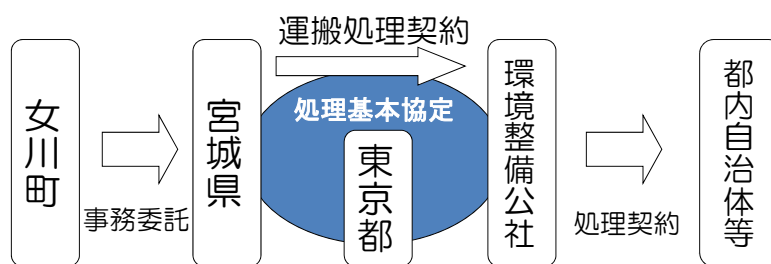 運搬処理契約
女川町
事務委託
宮城県
処理基本協定
東京都
環境整備公社
処理契約
都内自治体等